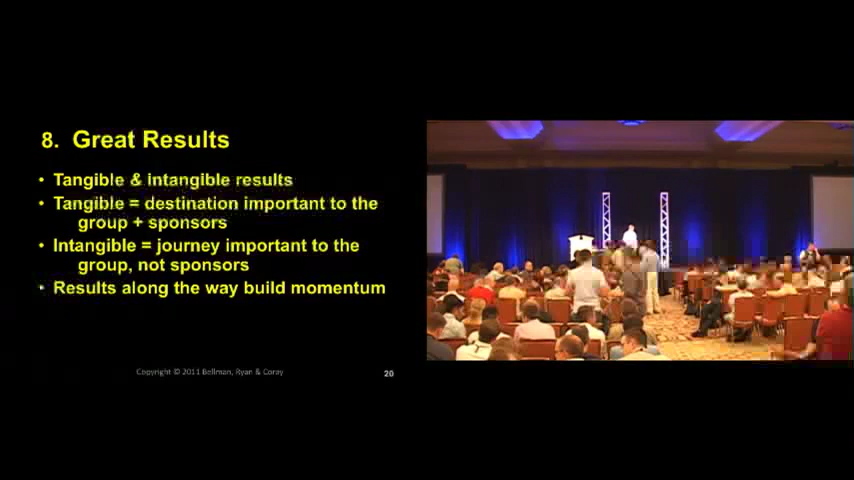 8. Great Results
• Tangible & intangible results
• Tangible = destination important to the
group + sponsors
• Intangible = journey important to the
group, not sponsors
• Results along the way build momentum
Copyright © 2011 Bellman, Ryan & Coray
20